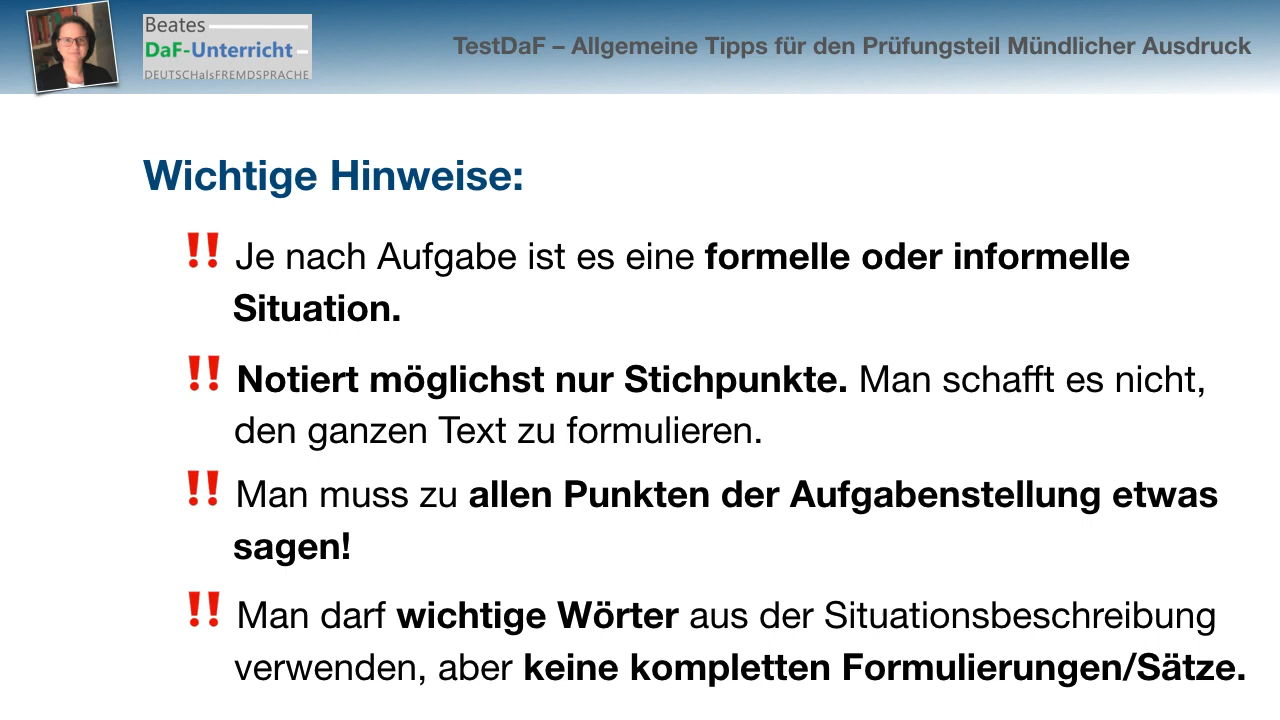 Beates
DaF-Unterricht
DEUTSCHalsFREMDSPRACHE
TestDaF – Allgemeine Tipps für den Prüfungsteil Mündlicher Ausdruck
Wichtige Hinweise:
‼ Je nach Aufgabe ist es eine formelle oder informelle
Situation.
‼ Notiert möglichst nur Stichpunkte. Man schafft es nicht,
den ganzen Text zu formulieren.
‼ Man muss zu allen Punkten der Aufgabenstellung etwas
sagen!
‼ Man darf wichtige Wörter aus der Situationsbeschreibung
verwenden, aber keine kompletten Formulierungen/Sätze.